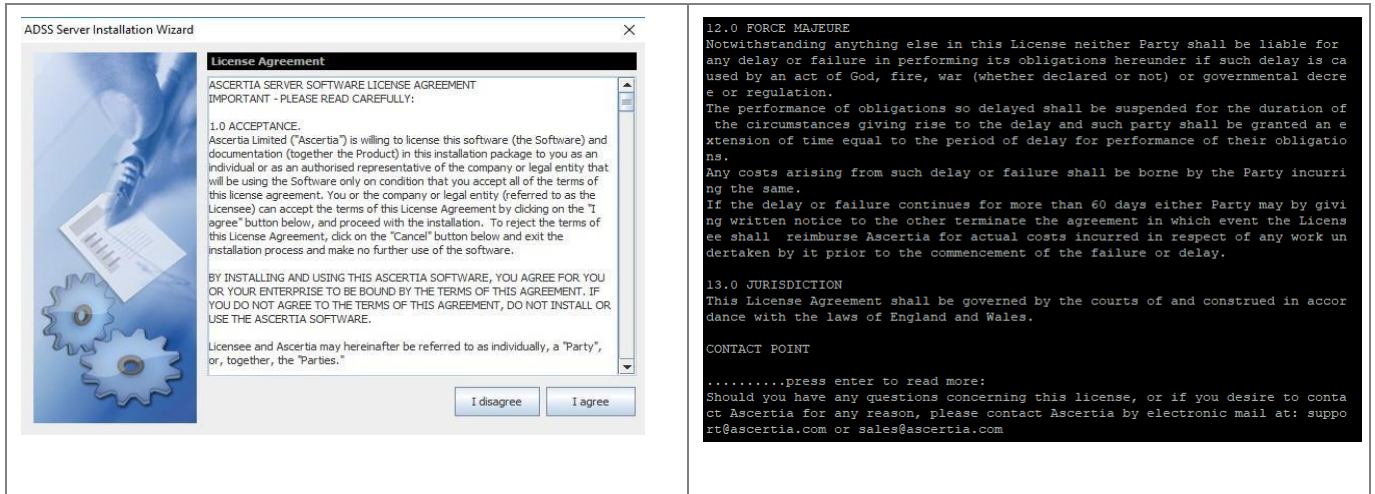 ADSS Server Installation Wizard
License Agreement
ASCERTIA SERVER SOFTWARE LICENSE AGREEMENT
IMPORTANT - PLEASE READ CAREFULLY:
1.0 ACCEPTANCE.
Ascertia Limited ("Ascertia") is willing to license this software (the Software) and
documentation (together the Product) in this installation package to you as an
individual or as an authorised representative of the company or legal entity that
will be using the Software only on condition that you accept all of the terms of
this license agreement. You or the company or legal entity (referred to as the
Licensee) can accept the terms of this License Agreement by clicking on the "I
agree" button below, and proceed with the installation. To reject the terms of
this License Agreement, click on the "Cancel" button below and exit the
installation process and make no further use of the software.
BY INSTALLING AND USING THIS ASCERTIA SOFTWARE, YOU AGREE FOR YOU
OR YOUR ENTERPRISE TO BE BOUND BY THE TERMS OF THIS AGREEMENT. IF
YOU DO NOT AGREE TO THE TERMS OF THIS AGREEMENT, DO NOT INSTALL OR
USE THE ASCERTIA SOFTWARE.
Licensee and Ascertia may hereinafter be referred to as individually, a "Party",
or, together, the "Parties."
I disagree
I agree
12.0 FORCE MAJEURE
Notwithstanding anything else in this License neither Party shall be liable for
any delay or failure in performing its obligations hereunder if such delay is ca
used by an act of God, fire, war (whether declared or not) or governmental decre
e or regulation.
The performance of obligations so delayed shall be suspended for the duration of
the circumstances giving rise to the delay and such party shall be granted an e
xtension of time equal to the period of delay for performance of their obligatio
ns.
Any costs arising from such delay or failure shall be borne by the Party incurri
ng the same.
If the delay or failure continues for more than 60 days either Party may by givi
ng written notice to the other terminate the agreement in which event the Licens
ee shall  reimburse Ascertia for actual costs incurred in respect of any work un
dertaken by it prior to the commencement of the failure or delay.
13.0 JURISDICTION
This License Agreement shall be governed by the courts of and construed in accor
dance with the laws of England and Wales.
CONTACT POINT
..........press enter to read more:
Should you have any questions concerning this license, or if you desire to conta
ct Ascertia for any reason, please contact Ascertia by electronic mail at: suppo
rt@ascertia.com or sales@ascertia.com